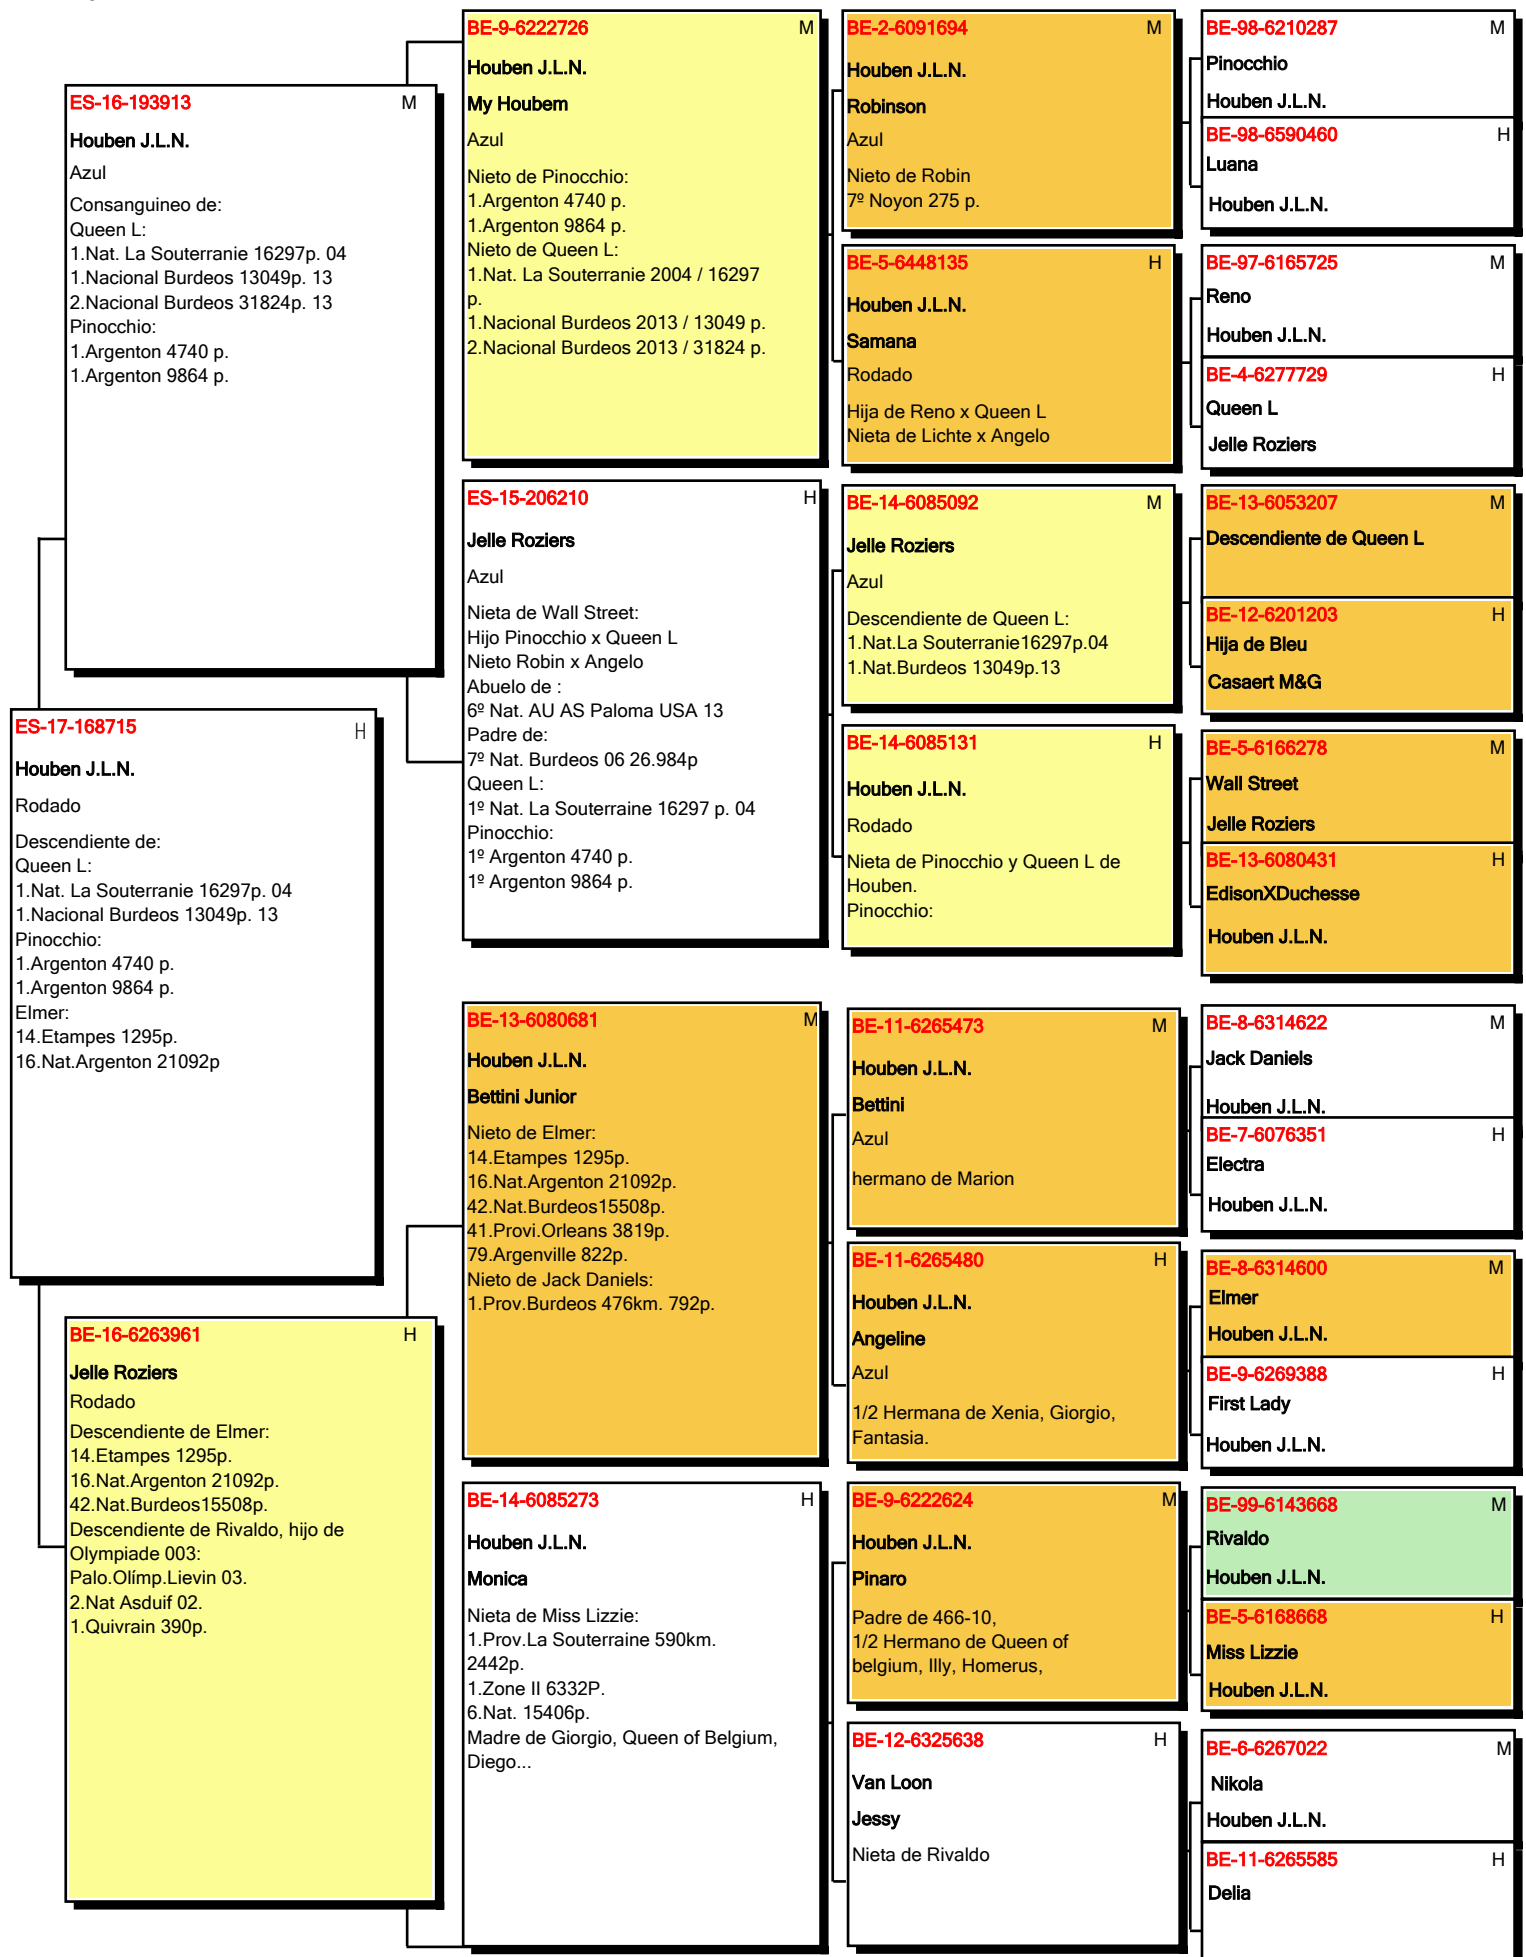 BE-9-6222726 M
Houben J.L.N.
My Houbem
Azul
Nieto de Pinocchio:
1.Argenton 4740 p.
1.Argenton 9864 p.
Nieto de Queen L:
1.Nat. La Souterranie 2004 / 16297
p.
1.Nacional Burdeos 2013 / 13049 p.
2.Nacional Burdeos 2013 / 31824 p.
BE-2-6091694 M
Houben J.L.N.
Robinson
Azul
Nieto de Robin
7º Noyon 275 p.
BE-98-6210287 M
Pinocchio
Houben J.L.N.
BE-98-6590460 H
Luana
Houben J.L.N.
ES-16-193913 M
Houben J.L.N.
Azul
Consanguineo de:
Queen L:
1.Nat. La Souterranie 16297p. 04
1.Nacional Burdeos 13049p. 13
2.Nacional Burdeos 31824p. 13
Pinocchio:
1.Argenton 4740 p.
1.Argenton 9864 p.
BE-5-6448135 H
Houben J.L.N.
Samana
Rodado
Hija de Reno x Queen L
Nieta de Lichte x Angelo
BE-97-6165725 M
Reno
Houben J.L.N.
BE-4-6277729 H
Queen L
Jelle Roziers
ES-15-206210 H
Jelle Roziers
Azul
Nieta de Wall Street:
Hijo Pinocchio x Queen L
Nieto Robin x Angelo
Abuelo de :
6º Nat. AU AS Paloma USA 13
Padre de:
7º Nat. Burdeos 06 26.984p
Queen L:
1º Nat. La Souterraine 16297 p. 04
Pinocchio:
1º Argenton 4740 p.
1º Argenton 9864 p.
BE-14-6085092 M
Jelle Roziers
Azul
Descendiente de Queen L:
1.Nat.La Souterranie16297p.04
1.Nat.Burdeos 13049p.13
BE-13-6053207 M
Descendiente de Queen L
BE-12-6201203 H
Hija de Bleu
Casaert M&G
ES-17-168715 H
Houben J.L.N.
Rodado
Descendiente de:
Queen L:
1.Nat. La Souterranie 16297p. 04
1.Nacional Burdeos 13049p. 13
Pinocchio:
1.Argenton 4740 p.
1.Argenton 9864 p.
Elmer:
14.Etampes 1295p.
16.Nat.Argenton 21092p
BE-14-6085131 H
Houben J.L.N.
Rodado
Nieta de Pinocchio y Queen L de
Houben.
Pinocchio:
BE-5-6166278 M
Wall Street
Jelle Roziers
BE-13-6080431 H
EdisonXDuchesse
Houben J.L.N.
BE-13-6080681 M
Houben J.L.N.
Bettini Junior
Nieto de Elmer:
14.Etampes 1295p.
16.Nat.Argenton 21092p.
42.Nat.Burdeos15508p.
41.Provi.Orleans 3819p.
79.Argenville 822p.
Nieto de Jack Daniels:
1.Prov.Burdeos 476km. 792p.
BE-11-6265473 M
Houben J.L.N.
Bettini
Azul
hermano de Marion
BE-8-6314622 M
Jack Daniels
Houben J.L.N.
BE-7-6076351 H
Electra
Houben J.L.N.
BE-11-6265480 H
Houben J.L.N.
Angeline
Azul
1/2 Hermana de Xenia, Giorgio,
Fantasia.
BE-8-6314600 M
Elmer
Houben J.L.N.
BE-9-6269388 H
First Lady
Houben J.L.N.
BE-16-6263961 H
Jelle Roziers
Rodado
Descendiente de Elmer:
14.Etampes 1295p.
16.Nat.Argenton 21092p.
42.Nat.Burdeos15508p.
Descendiente de Rivaldo, hijo de
Olympiade 003:
Palo.Olímp.Lievin 03.
2.Nat Asduif 02.
1.Quivrain 390p.
BE-14-6085273 H
Houben J.L.N.
Monica
Nieta de Miss Lizzie:
1.Prov.La Souterraine 590km.
2442p.
1.Zone II 6332P.
6.Nat. 15406p.
Madre de Giorgio, Queen of Belgium,
Diego...
BE-9-6222624 M
Houben J.L.N.
Pinaro
Padre de 466-10,
1/2 Hermano de Queen of
belgium, Illy, Homerus,
BE-99-6143668 M
Rivaldo
Houben J.L.N.
BE-5-6168668 H
Miss Lizzie
Houben J.L.N.
BE-12-6325638 H
Van Loon
Jessy
Nieta de Rivaldo
BE-6-6267022 M
Nikola
Houben J.L.N.
BE-11-6265585 H
Delia